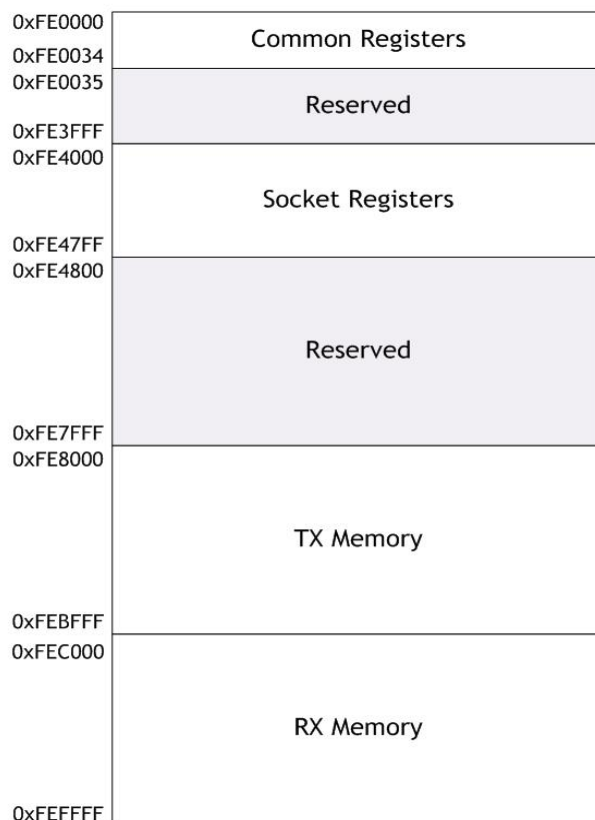 0xFE0000
Common Registers
0xFE0034
0xFE0035
Reserved
0xFE3FFF
0xFE4000
Socket Registers
0xFE47FF
0xFE4800
Reserved
0xFE7FFF
0xFE8000
TX Memory
0xFEBFFF
0xFEC000
RX Memory
0xFEFFFF